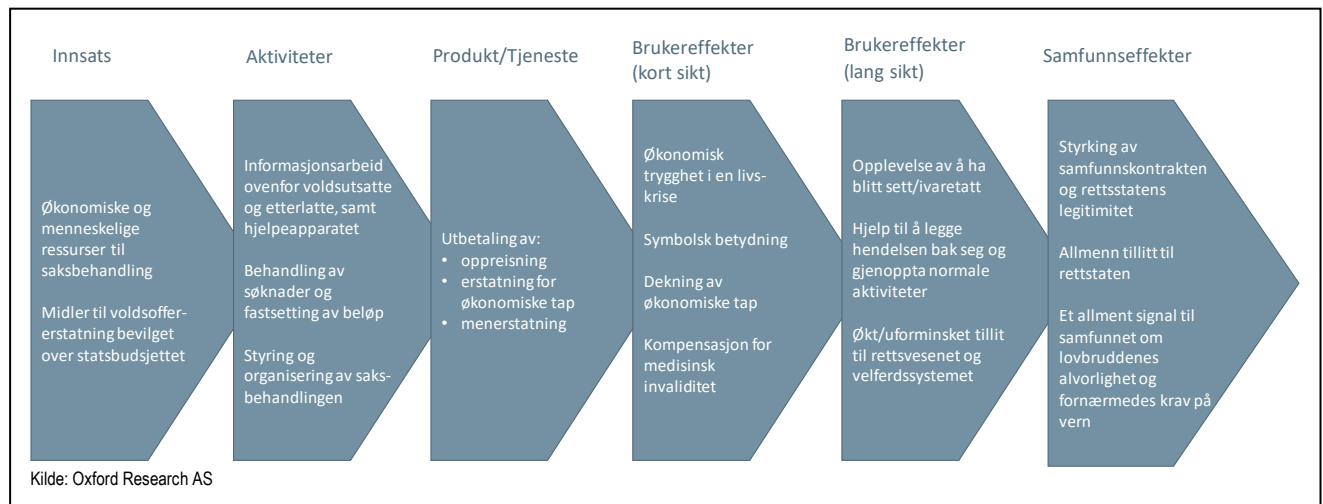 Innsats
Økonomiske og
menneskelige
ressurser til
saksbehandling
Midler til voldsoffer-
erstatning bevilget
over statsbudsjettet
Aktiviteter
Informasjonsarbeid
ovenfor voldsutsatte
og etterlatte, samt
hjelpeapparatet
Behandling av
søknader og
fastsetting av beløp
Styring og
organisering av saks-
behandlingen
Produkt/Tjeneste
Utbetaling av:
• oppreisning
• erstatning for
økonomiske tap
• menerstatning
Brukereffekter
(kort sikt)
Økonomisk
trygghet i en livs-
krise
Symbolsk betydning
Dekning av
økonomiske tap
Kompensasjon for
medisinsk
invaliditet
Brukereffekter
(lang sikt)
Opplevelse av å ha
blitt sett/ivaretatt
Hjelp til å legge
hendelsen bak seg og
gjenoppta normale
aktiviteter
Økt/uforminsket tillit
til rettsvesenet og
velferdssystemet
Samfunnseffekter
Styrking av
samfunnskontrakten
og rettsstatens
legitimitet
Allmenn tillitt til
rettstaten
Et allment signal til
samfunnet om
lovbruddenes
alvorlighet og
fornærmedes krav på
vern
Kilde: Oxford Research AS